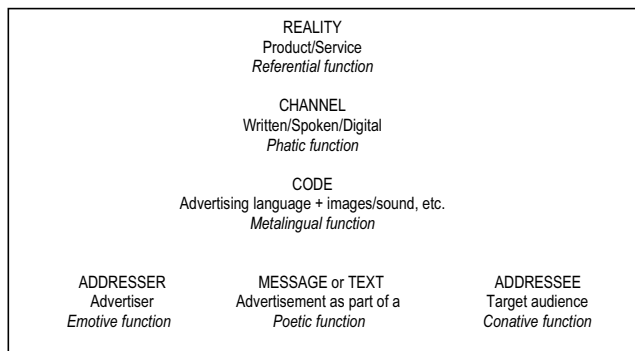 REALITY
Product/Service
Referential function
CHANNEL
Written/Spoken/Digital
Phatic function
CODE
Advertising language + images/sound, etc.
Metalingual function
ADDRESSER
Advertiser
Emotive function
MESSAGE or TEXT
Advertisement as part of a
Poetic function
ADDRESSEE
Target audience
Conative function